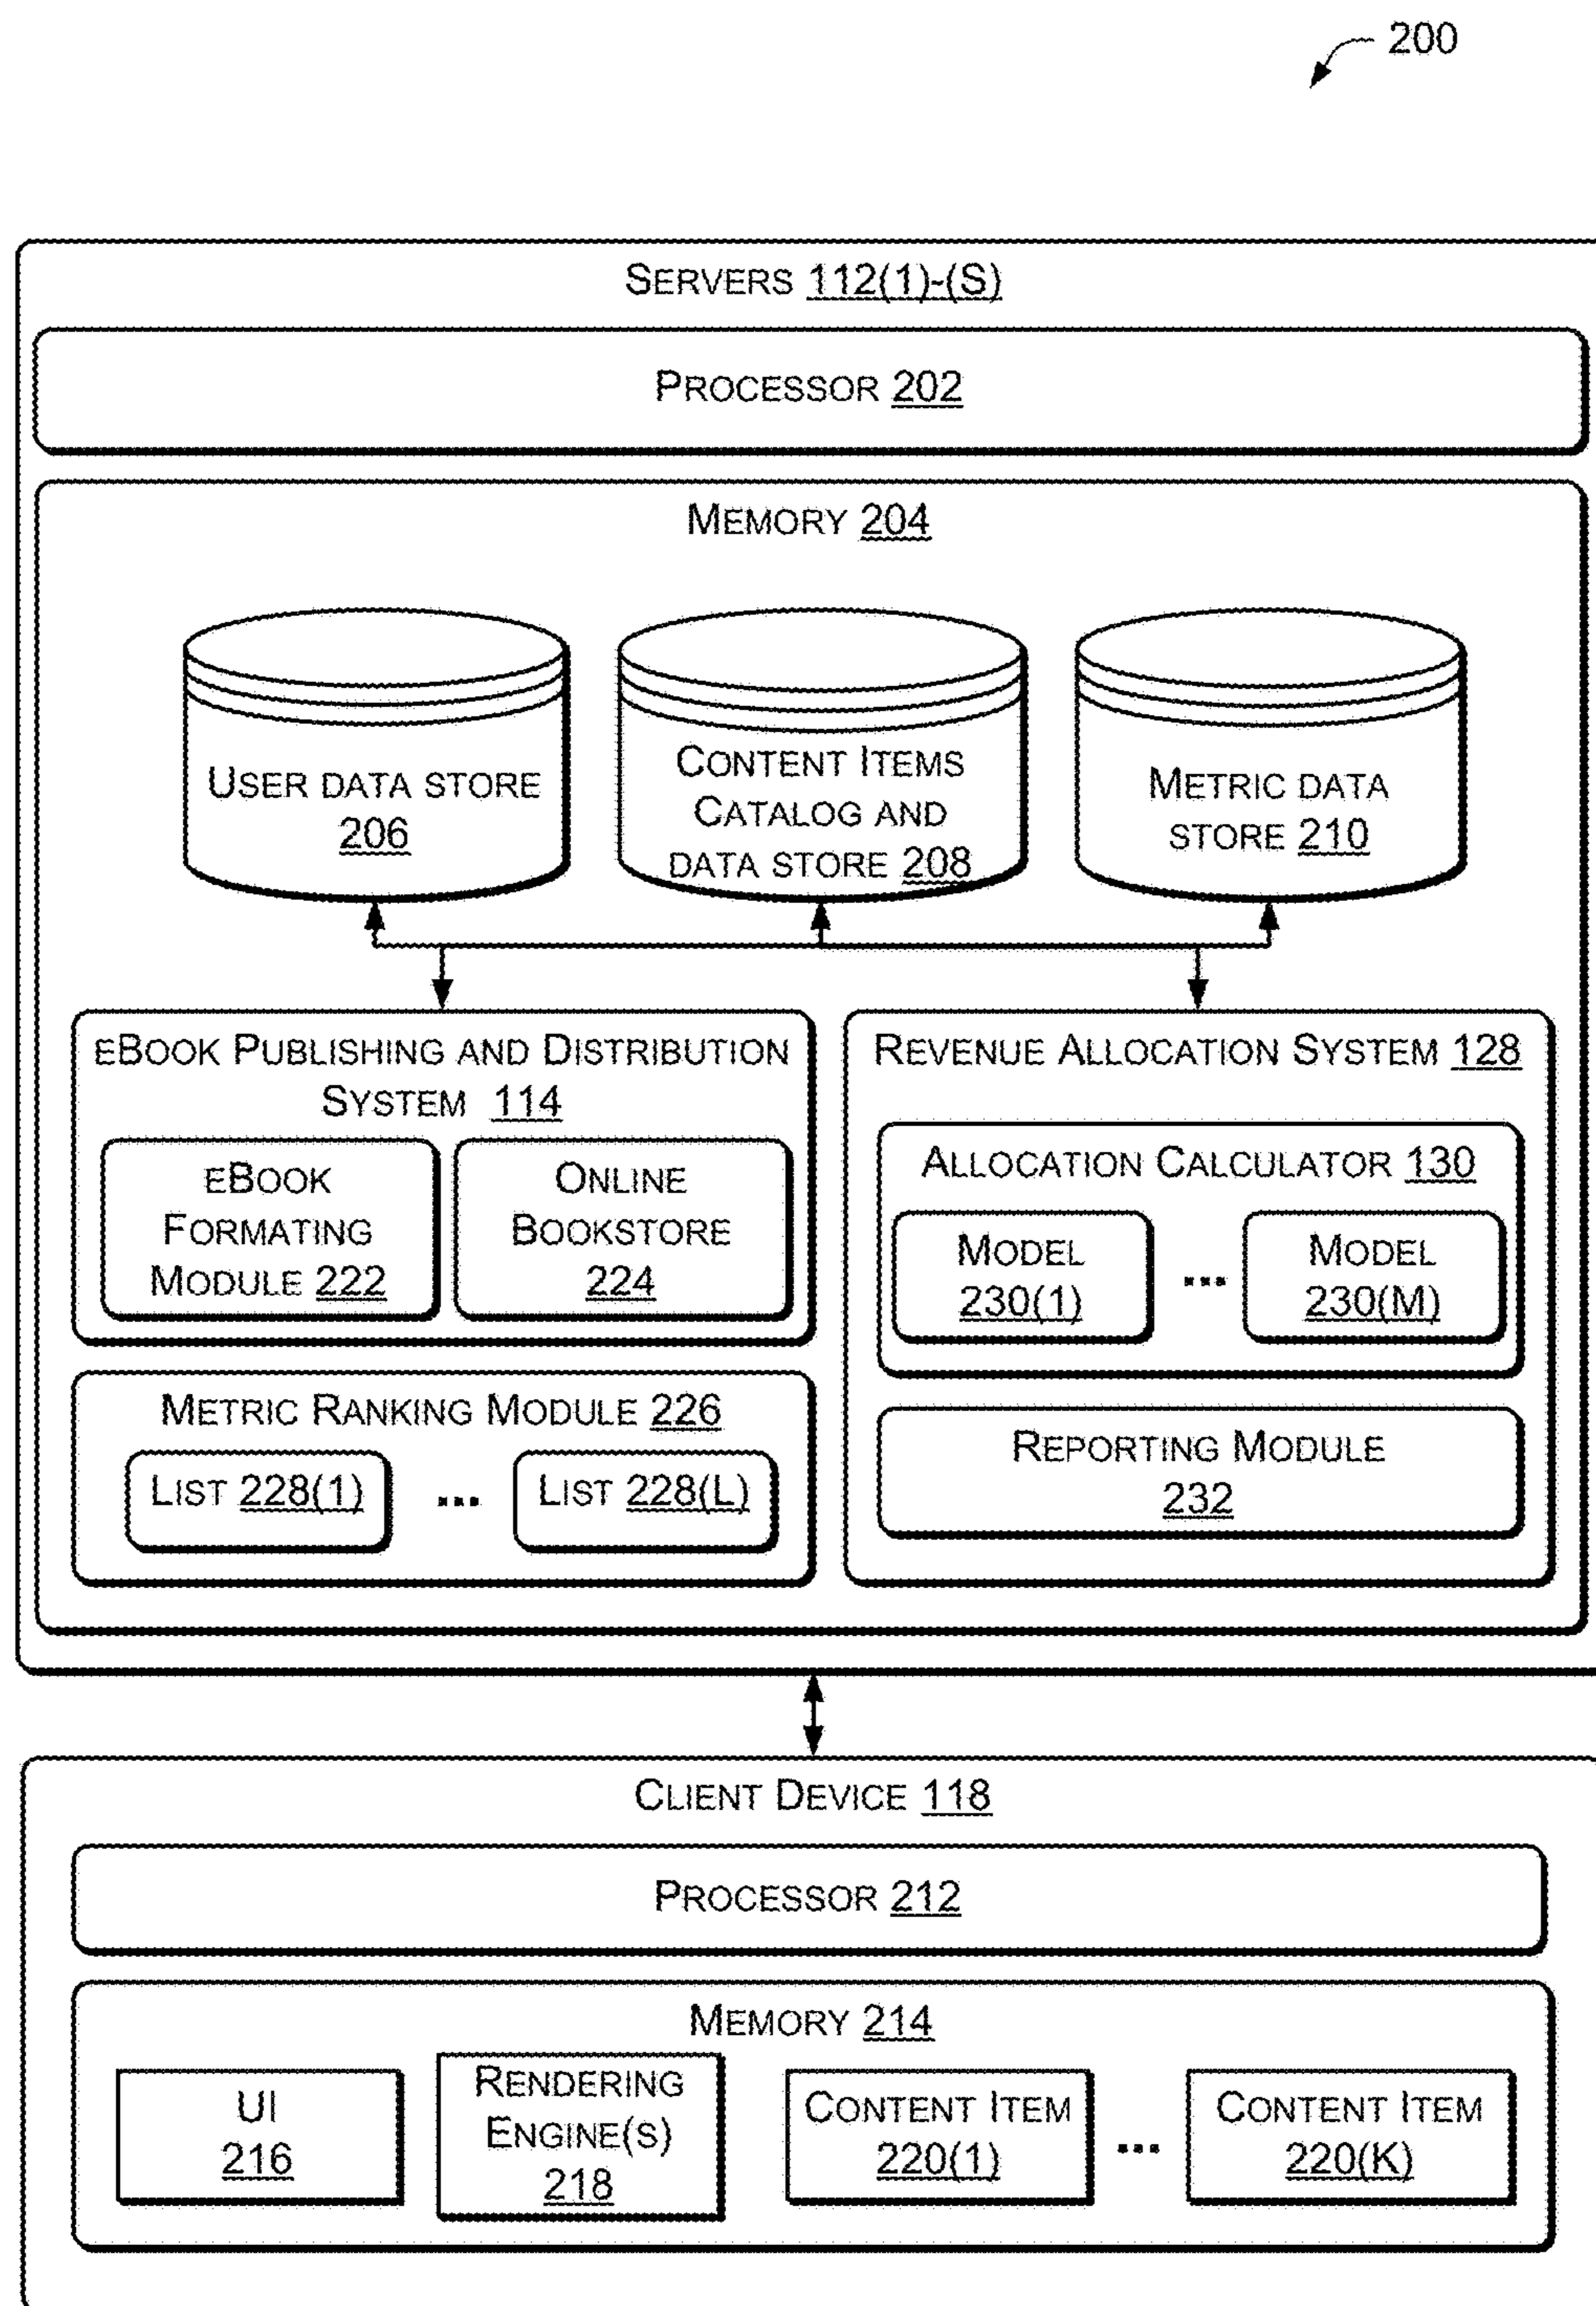 200
SERVERS 112(1)-(S)
PROCESSOR 202
MEMORY 204
USER DATA STORE
206
CONTENT ITEMS
CATALOG AND
DATA STORE 208
METRIC DATA
STORE 210
EBOOK PUBLISHING AND DISTRIBUTION
SYSTEM 114
EBOOK
FORMATING
MODULE 222
ONLINE
BOOKSTORE
224
METRIC RANKING MODULE 226
LIST 228(1)
...
LIST 228(L)
REVENUE ALLOCATION SYSTEM 128
ALLOCATION CALCULATOR 130
MODEL
230(1)
...
MODEL
230(M)
REPORTING MODULE
232
CLIENT DEVICE 118
PROCESSOR 212
MEMORY 214
UI
216
RENDERING
ENGINE(S)
218
CONTENT ITEM
220(1)
...
CONTENT ITEM
220(K)